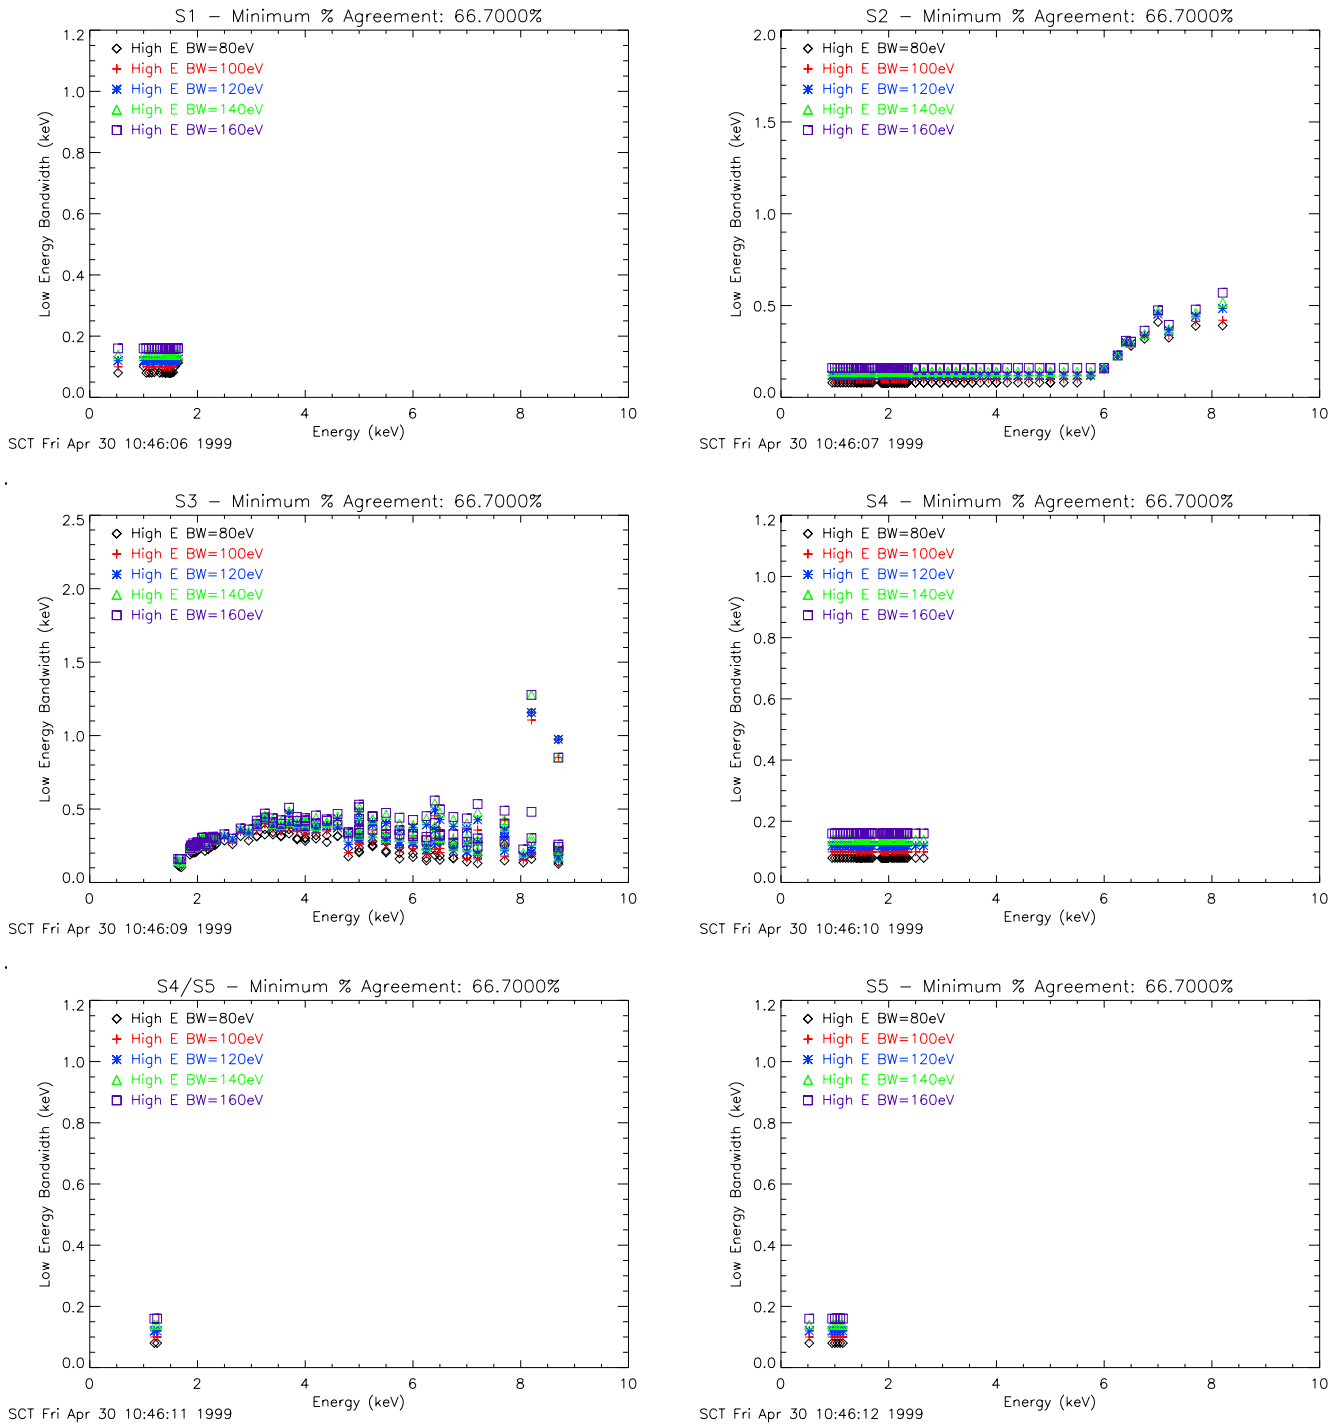 S1 – Minimum % Agreement: 66.7000%
1.2
1.0
0.8
0.6
0.4
0.2
0.0
Low Energy Bandwidth (keV)
High E BW=80eV
High E BW=100eV
High E BW=120eV
High E BW=140eV
High E BW=160eV
0 2 4 6 8 10
Energy (keV)
SCT Fri Apr 30 10:46:06 1999
S2 – Minimum % Agreement: 66.7000%
2.0
1.5
1.0
0.5
0.0
Low Energy Bandwidth (keV)
High E BW=80eV
High E BW=100eV
High E BW=120eV
High E BW=140eV
High E BW=160eV
0 2 4 6 8 10
Energy (keV)
SCT Fri Apr 30 10:46:07 1999
S3 – Minimum % Agreement: 66.7000%
2.5
2.0
1.5
1.0
0.5
0.0
Low Energy Bandwidth (keV)
High E BW=80eV
High E BW=100eV
High E BW=120eV
High E BW=140eV
High E BW=160eV
0 2 4 6 8 10
Energy (keV)
SCT Fri Apr 30 10:46:09 1999
S4 – Minimum % Agreement: 66.7000%
1.2
1.0
0.8
0.6
0.4
0.2
0.0
Low Energy Bandwidth (keV)
High E BW=80eV
High E BW=100eV
High E BW=120eV
High E BW=140eV
High E BW=160eV
0 2 4 6 8 10
Energy (keV)
SCT Fri Apr 30 10:46:10 1999
S4/S5 – Minimum % Agreement: 66.7000%
1.2
1.0
0.8
0.6
0.4
0.2
0.0
Low Energy Bandwidth (keV)
High E BW=80eV
High E BW=100eV
High E BW=120eV
High E BW=140eV
High E BW=160eV
0 2 4 6 8 10
Energy (keV)
SCT Fri Apr 30 10:46:11 1999
S5 – Minimum % Agreement: 66.7000%
1.2
1.0
0.8
0.6
0.4
0.2
0.0
Low Energy Bandwidth (keV)
High E BW=80eV
High E BW=100eV
High E BW=120eV
High E BW=140eV
High E BW=160eV
0 2 4 6 8 10
Energy (keV)
SCT Fri Apr 30 10:46:12 1999